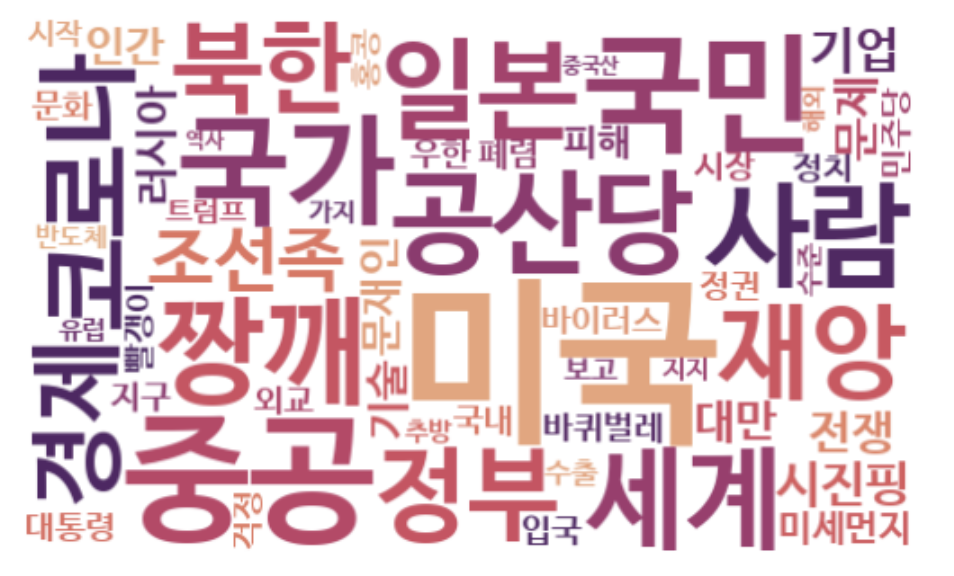 시작
인간
북한
홍콩
일본
중국산
국민
기업
코로나
문화
러시아
역사
국가
우한 폐렴
피해
해외
문제
민주당
시장
정치
트럼프
가지
공산당
사람
반도체
조선족
문재인
수준
정권
유럽
빨갱이
짱깨
미국
바이러스
재앙
경제
지구
외교
기술
보고
지지
추방
국내
바퀴벌레
대만
전쟁
중공
정부
수출
세계
시진핑
대통령
걱정
입국
미세먼지